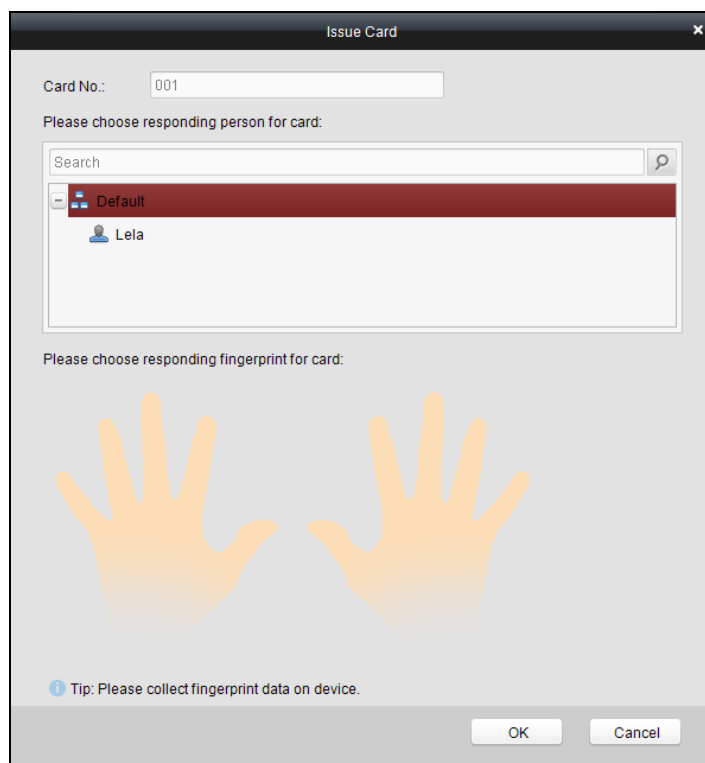 Issue Card
Card No.: 001
Please choose responding person for card:
Search
Default
Lela
Please choose responding fingerprint for card:
Tip: Please collect fingerprint data on device.
OK Cancel